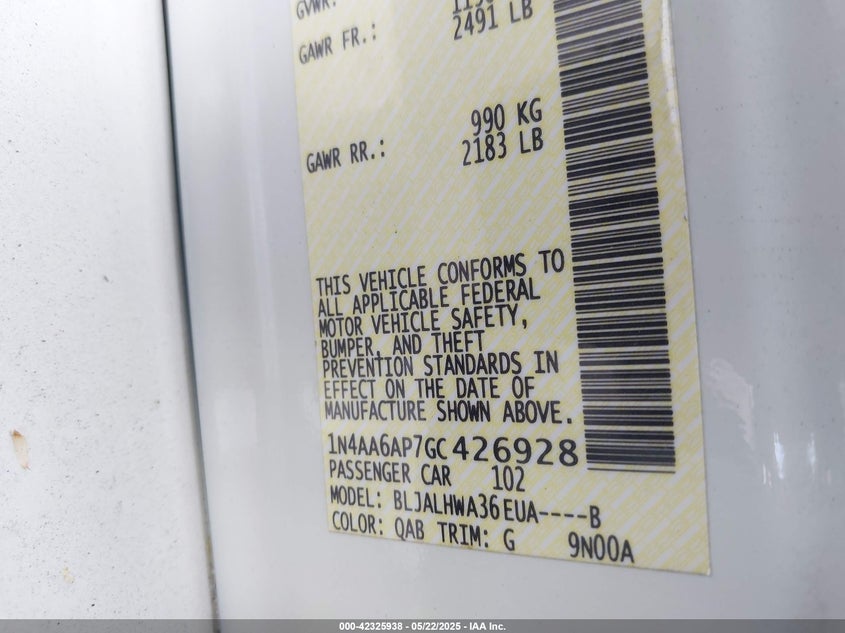 GVWR:
GAWR FR.: 2491 LB
990 KG
GAWR RR.: 2183 LB
THIS VEHICLE CONFORMS TO
ALL APPLICABLE FEDERAL
MOTOR VEHICLE SAFETY,
BUMPER, AND THEFT
PREVENTION STANDARDS IN
EFFECT ON THE DATE OF
MANUFACTURE SHOWN ABOVE.
1N4AA6AP7GC426928
PASSENGER CAR 102
MODEL: BLJALHWA36EUA----B
COLOR: QAB TRIM: G 9N00A
000-42325938 - 05/22/2025 - IAA Inc.